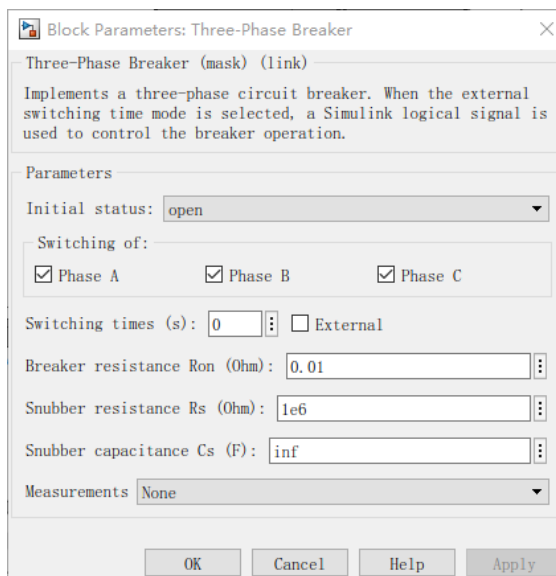 Block Parameters: Three-Phase Breaker
Three-Phase Breaker (mask) (link)
Implements a three-phase circuit breaker. When the external
switching time mode is selected, a Simulink logical signal is
used to control the breaker operation.
Parameters
Initial status: open
Switching of:
Phase A Phase B Phase C
Switching times (s): 0 External
Breaker resistance Ron (Ohm): 0.01
Snubber resistance Rs (Ohm): 1e6
Snubber capacitance Cs (F): inf
Measurements None
OK Cancel Help Apply